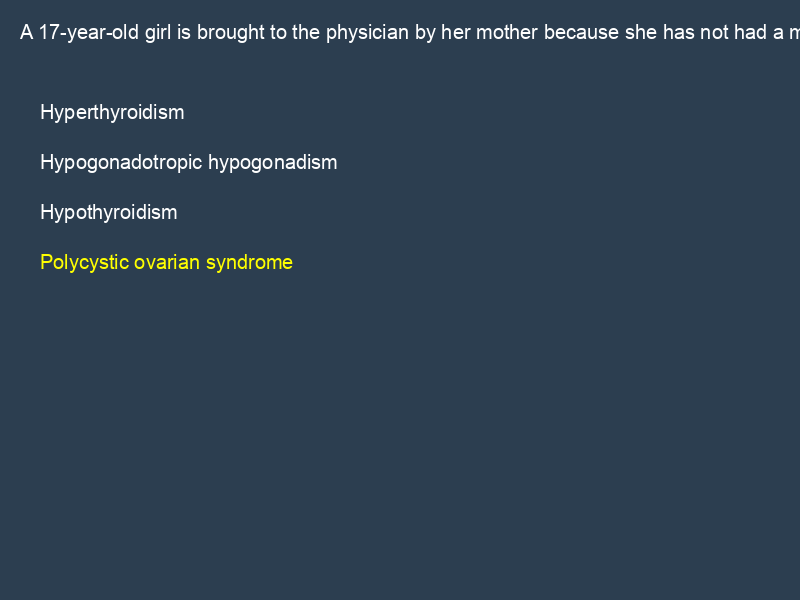 A 17-year-old girl is brought to the physician by her mother because she has not had a
Hyperthyroidism
Hypogonadotropic hypogonadism
Hypothyroidism
Polycystic ovarian syndrome